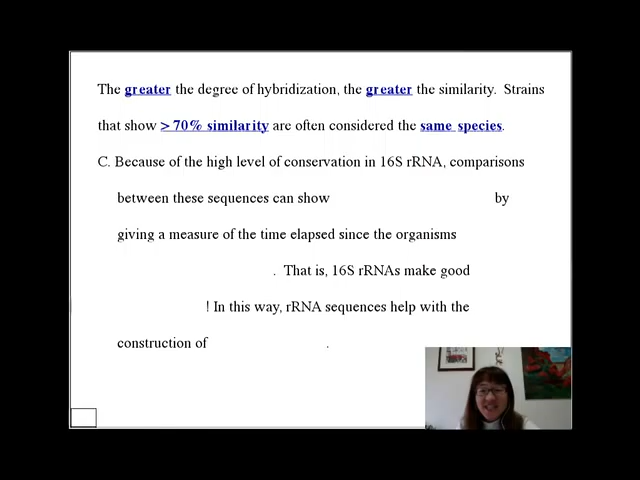 The greater the degree of hybridization, the greater the similarity. Strains
that show > 70% similarity are often considered the same species.
C. Because of the high level of conservation in 16S rRNA, comparisons
between these sequences can show by
giving a measure of the time elapsed since the organisms
. That is, 16S rRNAs make good
! In this way, rRNA sequences help with the
construction of .